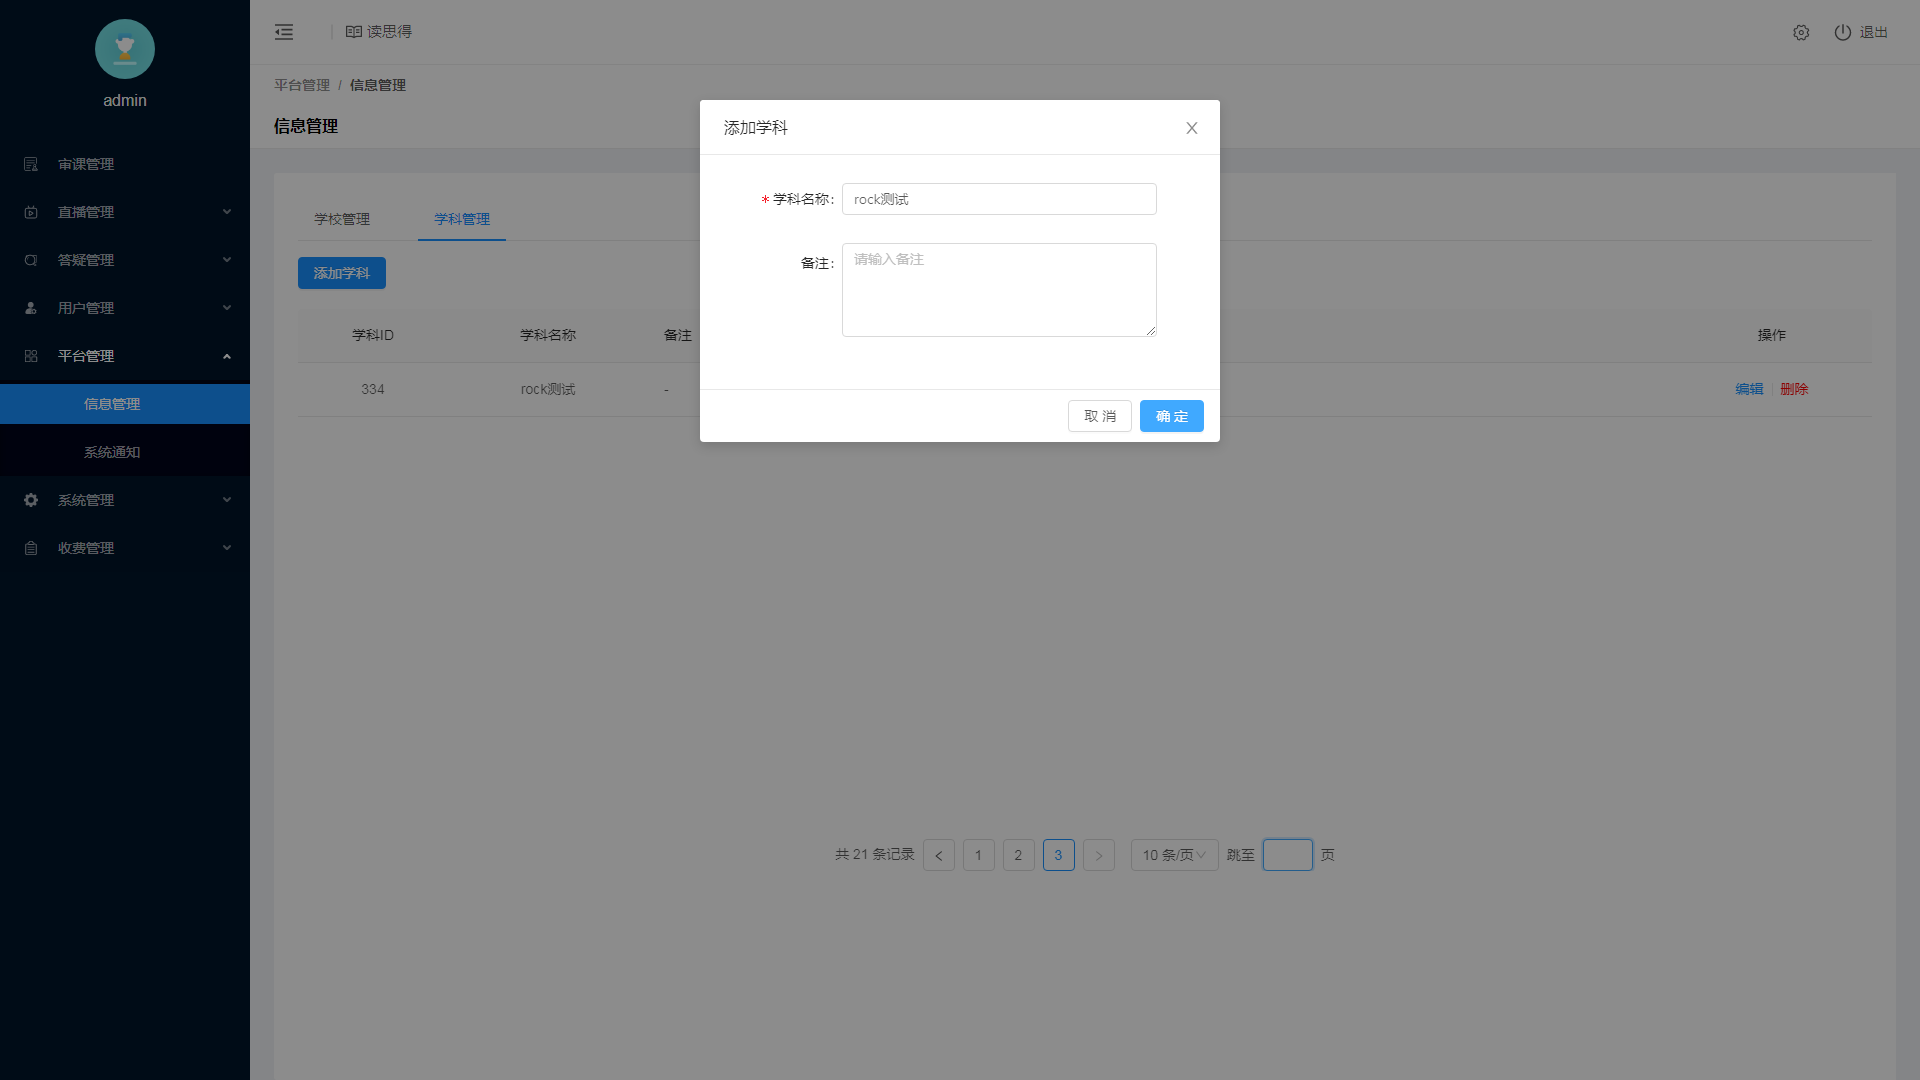 admin
审课管理
直播管理
答疑管理
用户管理
平台管理
信息管理
系统通知
系统管理
收费管理
读思得
退出
平台管理 / 信息管理
信息管理
学校管理
学科管理
添加学科
学科ID
学科名称
备注
操作
334
rock测试
-
编辑
删除
添加学科
* 学科名称:
rock测试
备注:
请输入备注
取 消
确 定
共 21 条记录
1
2
3
10 条/页
跳至
页